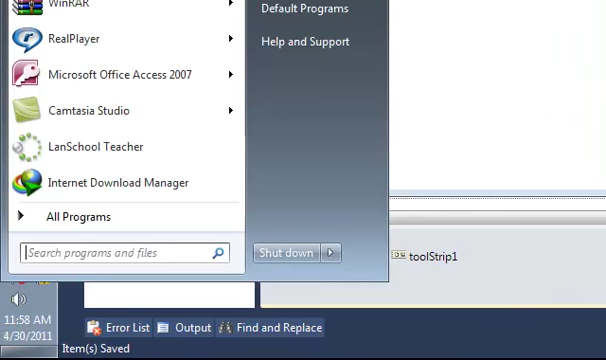 WinRAR
RealPlayer
Microsoft Office Access 2007
Camtasia Studio
LanSchool Teacher
Internet Download Manager
All Programs
Search programs and files
Default Programs
Help and Support
Shut down
toolStrip1
11:58 AM
4/30/2011
Error List
Output
Find and Replace
Item(s) Saved